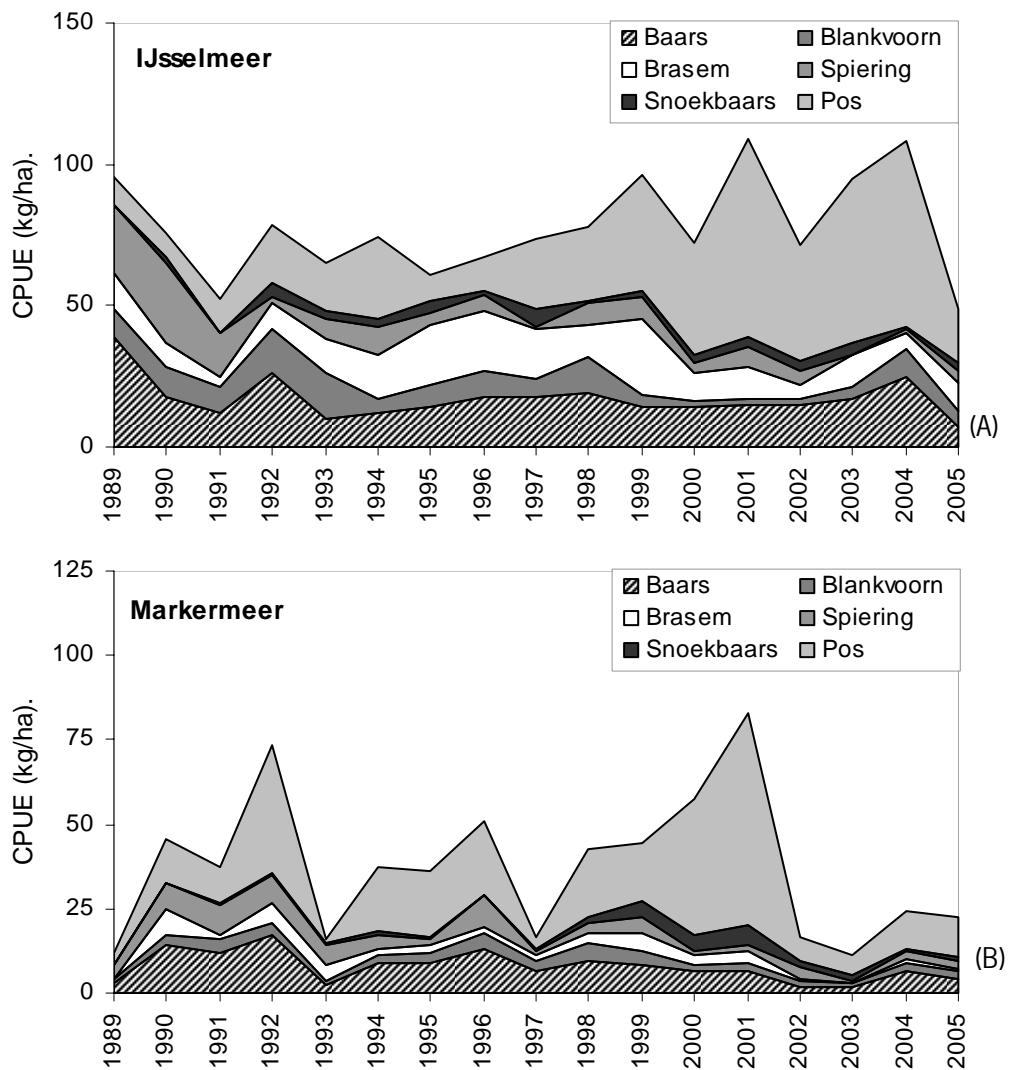 150
100
50
0
CPUE (kg/ha).
IJsselmeer
Baars
Blankvoorn
Brasem
Spiering
Snoekbaars
Pos
1989
1990
1991
1992
1993
1994
1995
1996
1997
1998
1999
2000
2001
2002
2003
2004
2005
(A)
125
100
75
50
25
0
CPUE (kg/ha).
Markermeer
Baars
Blankvoorn
Brasem
Spiering
Snoekbaars
Pos
1989
1990
1991
1992
1993
1994
1995
1996
1997
1998
1999
2000
2001
2002
2003
2004
2005
(B)